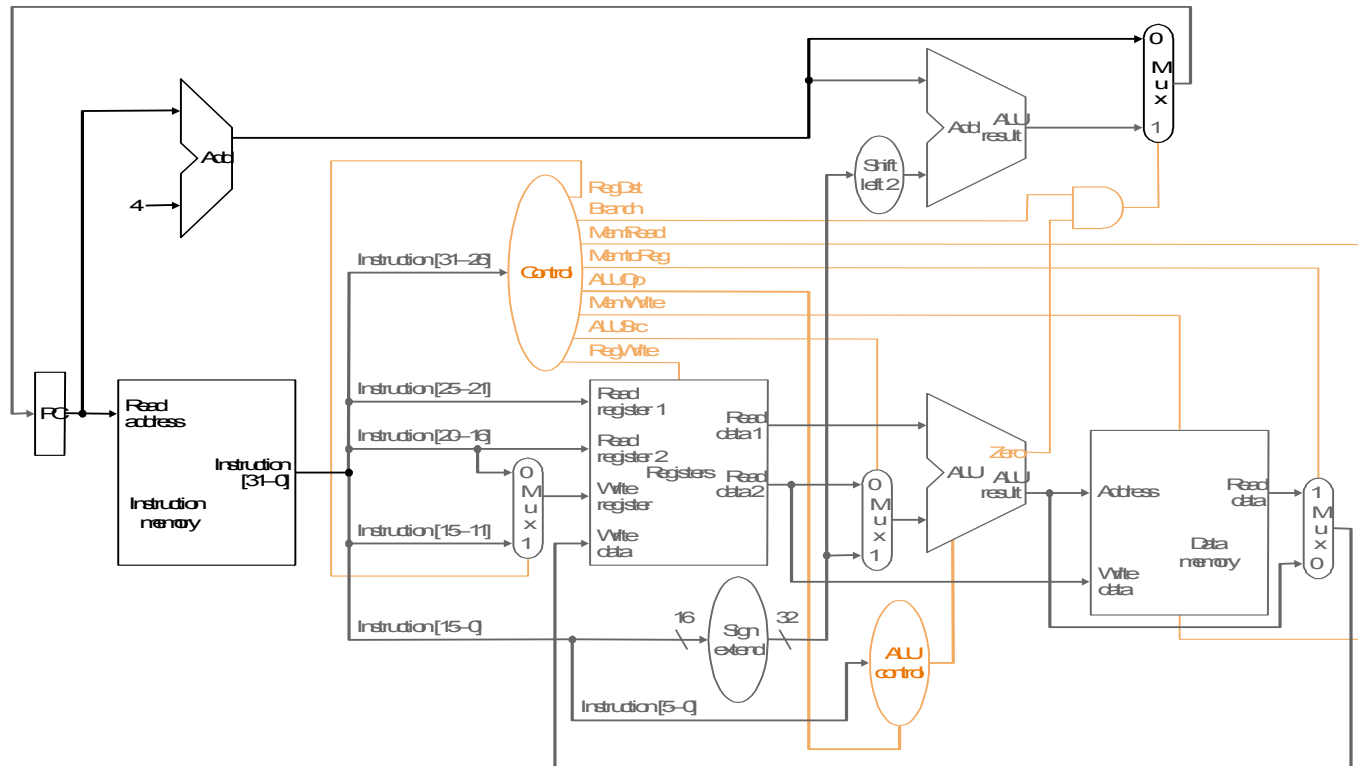 0
M
u
x
1
Add
ALU
result
Add
4
Shift
left 2
RegDst
Branch
MemRead
MemtoReg
ALUOp
MemWrite
ALUSrc
RegWrite
Control
Instruction [31–26]
Instruction [25–21]
Instruction [20–16]
Instruction [15–11]
Instruction [15–0]
Instruction [5–0]
PC
Read
address
Instruction
[31–0]
Instruction
memory
0
M
u
x
1
Read
register 1
Read
register 2
Write
register
Write
data
Registers
Read
data 1
Read
data 2
0
M
u
x
1
Zero
ALU
ALU
result
Address
Write
data
Read
data
Data
memory
1
M
u
x
0
16
Sign
extend
32
ALU
control